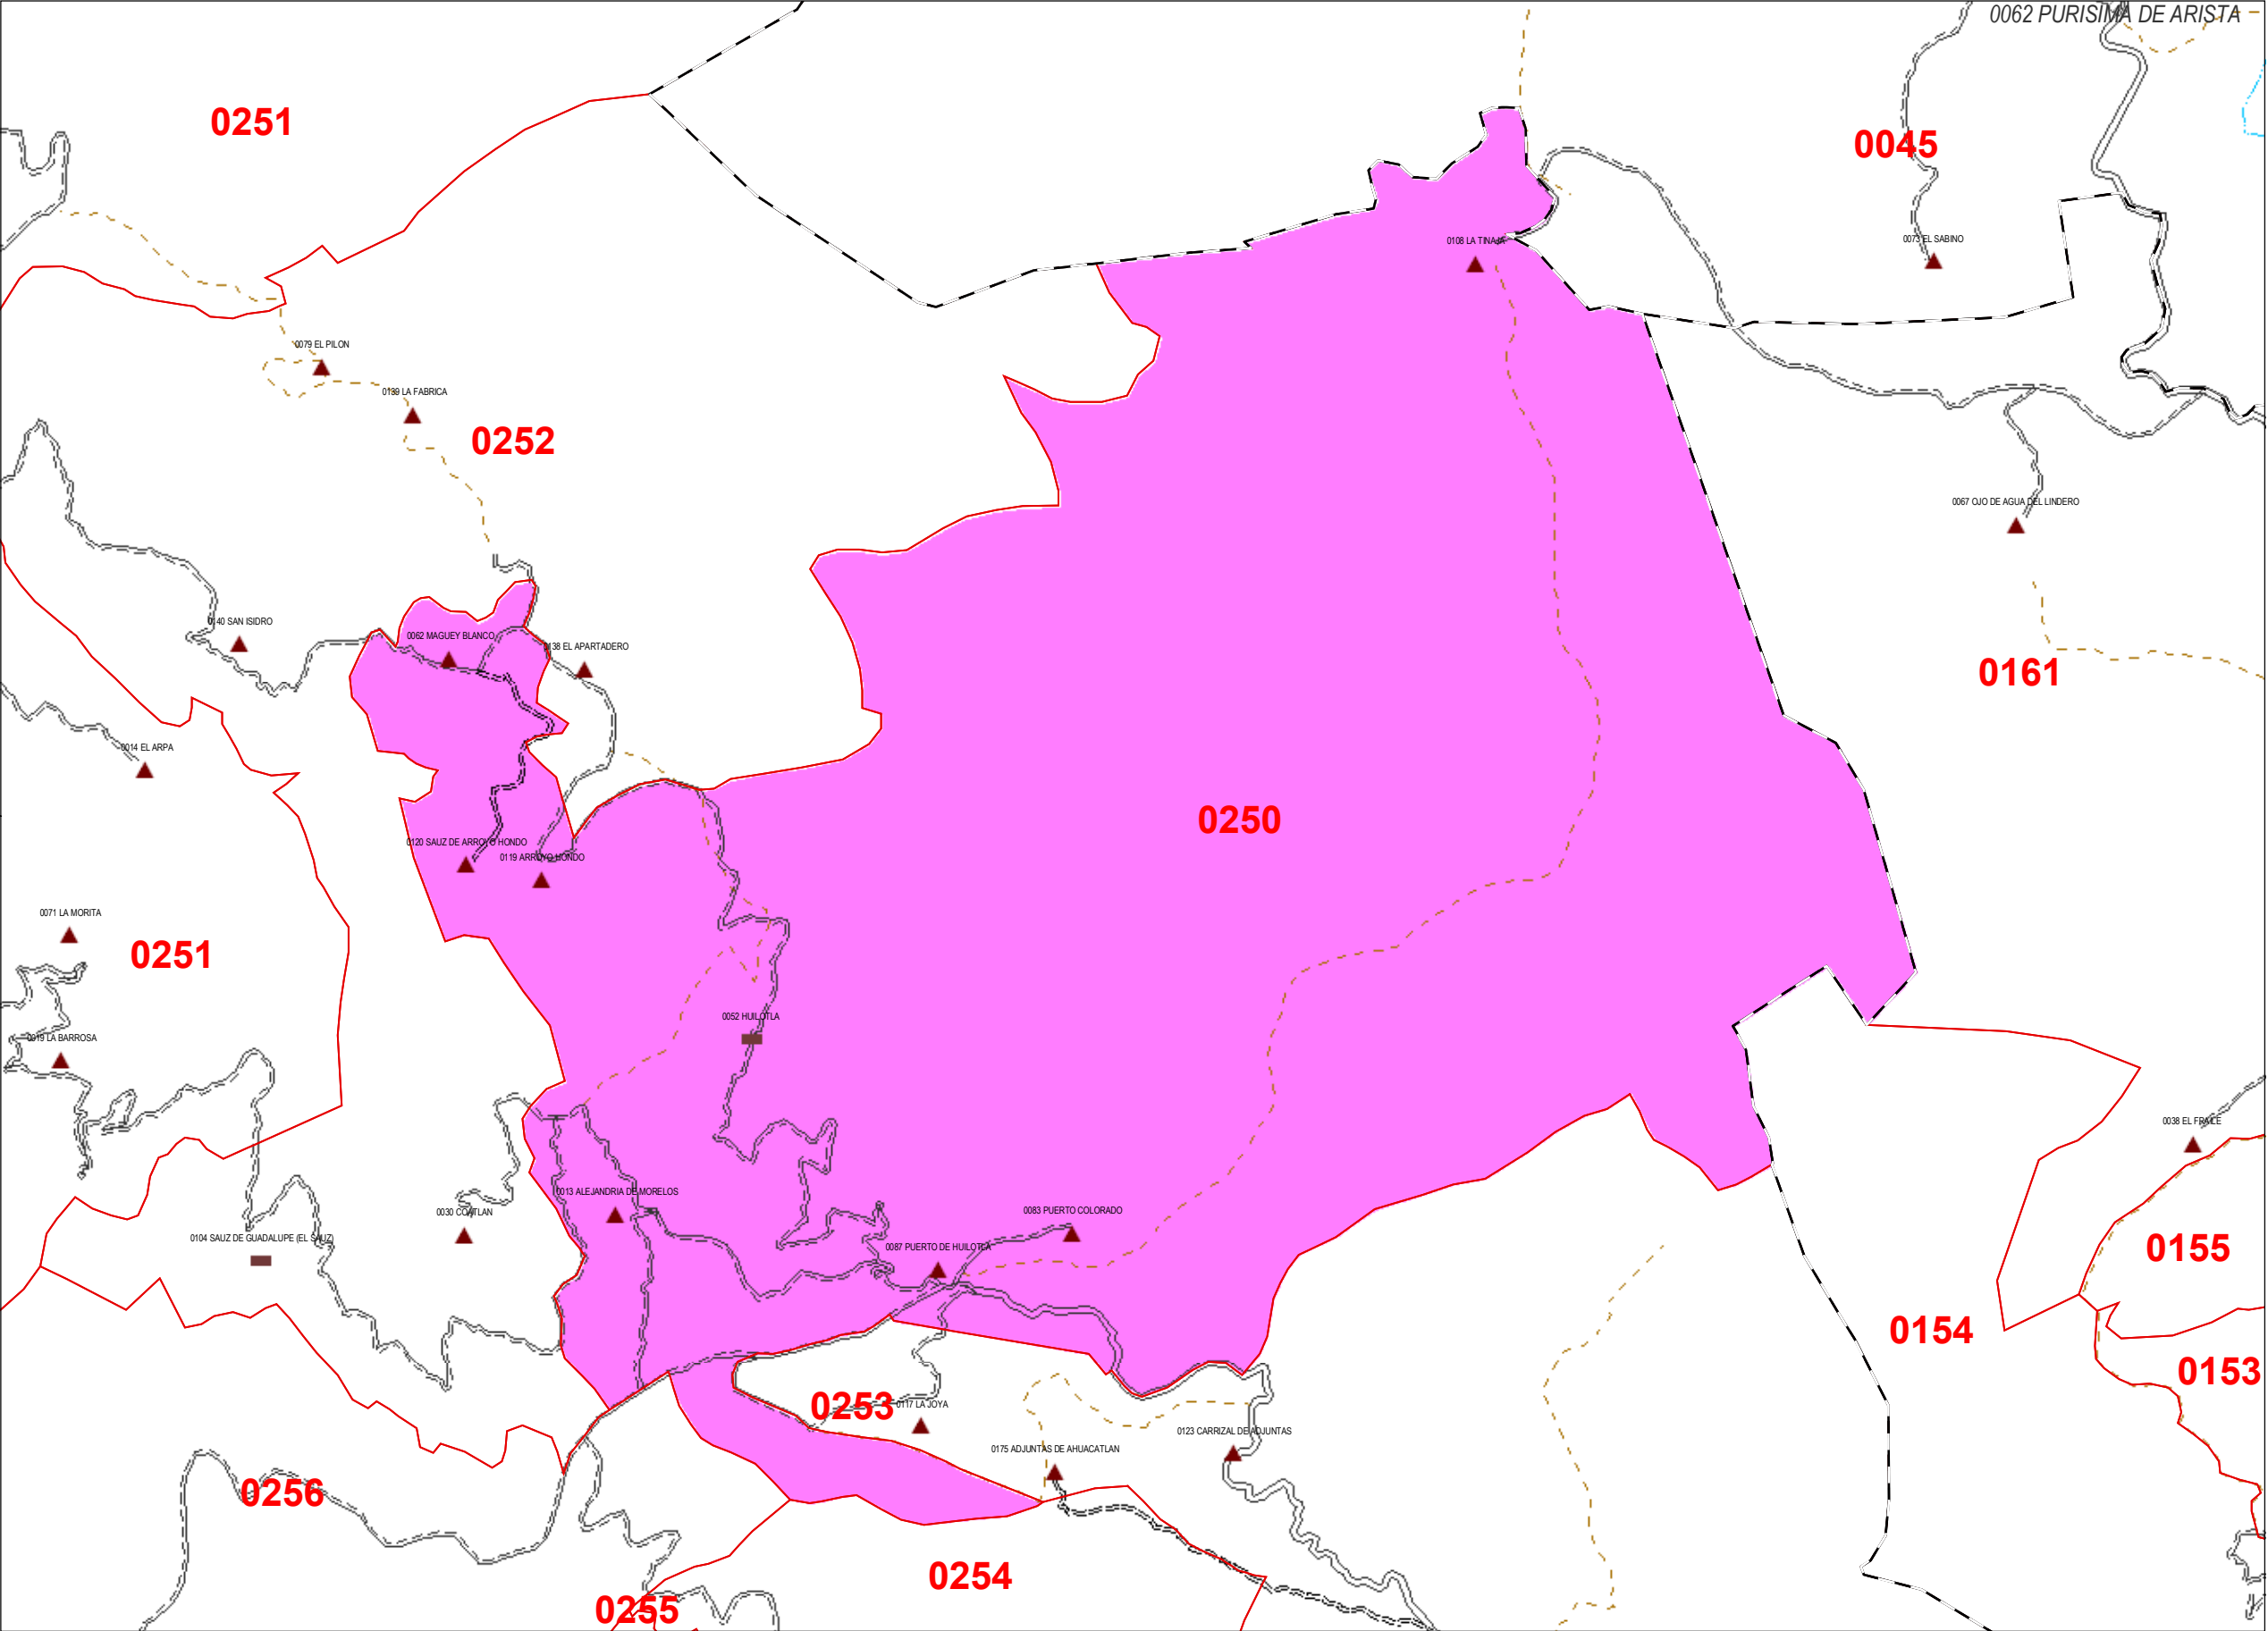 0062 PURISIMA DE ARISTA
0251
0045
0108 LA TINAJA
0073 EL SABINO
0079 EL PILON
0139 LA FABRICA
0252
0067 OJO DE AGUA DEL LINDERO
0140 SAN ISIDRO
0062 MAGUEY BLANCO
0138 EL APARTADERO
0161
0014 EL ARPA
0250
0120 SAUZ DE ARROYO HONDO
0119 ARROYO HONDO
0071 LA MORITA
0251
0052 HUILOTLA
0019 LA BARROSA
0038 EL FRAILE
0013 ALEJANDRIA DE MORELOS
0030 COATLAN
0083 PUERTO COLORADO
0104 SAUZ DE GUADALUPE (EL SAUZ)
0087 PUERTO DE HUILOTLA
0155
0154
0153
0253
0117 LA JOYA
0175 ADJUNTAS DE AHUACATLAN
0123 CARRIZAL DE ADJUNTAS
0256
0254
0255